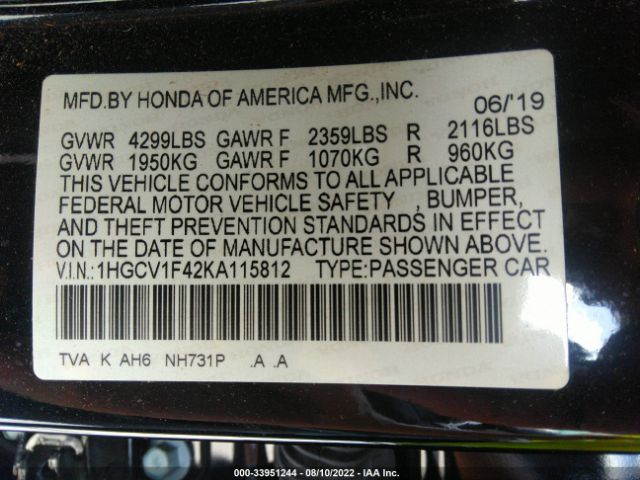 MFD.BY HONDA OF AMERICA MFG.,INC. 06/'19
GVWR 4299LBS GAWR F 2359LBS R 2116LBS
GVWR 1950KG GAWR F 1070KG R 960KG
THIS VEHICLE CONFORMS TO ALL APPLICABLE
FEDERAL MOTOR VEHICLE SAFETY , BUMPER,
AND THEFT PREVENTION STANDARDS IN EFFECT
ON THE DATE OF MANUFACTURE SHOWN ABOVE.
V.I.N.:1HGCV1F42KA115812 TYPE:PASSENGER CAR
TVA K AH6 NH731P .A .A
000-33951244 - 08/10/2022 - IAA Inc.